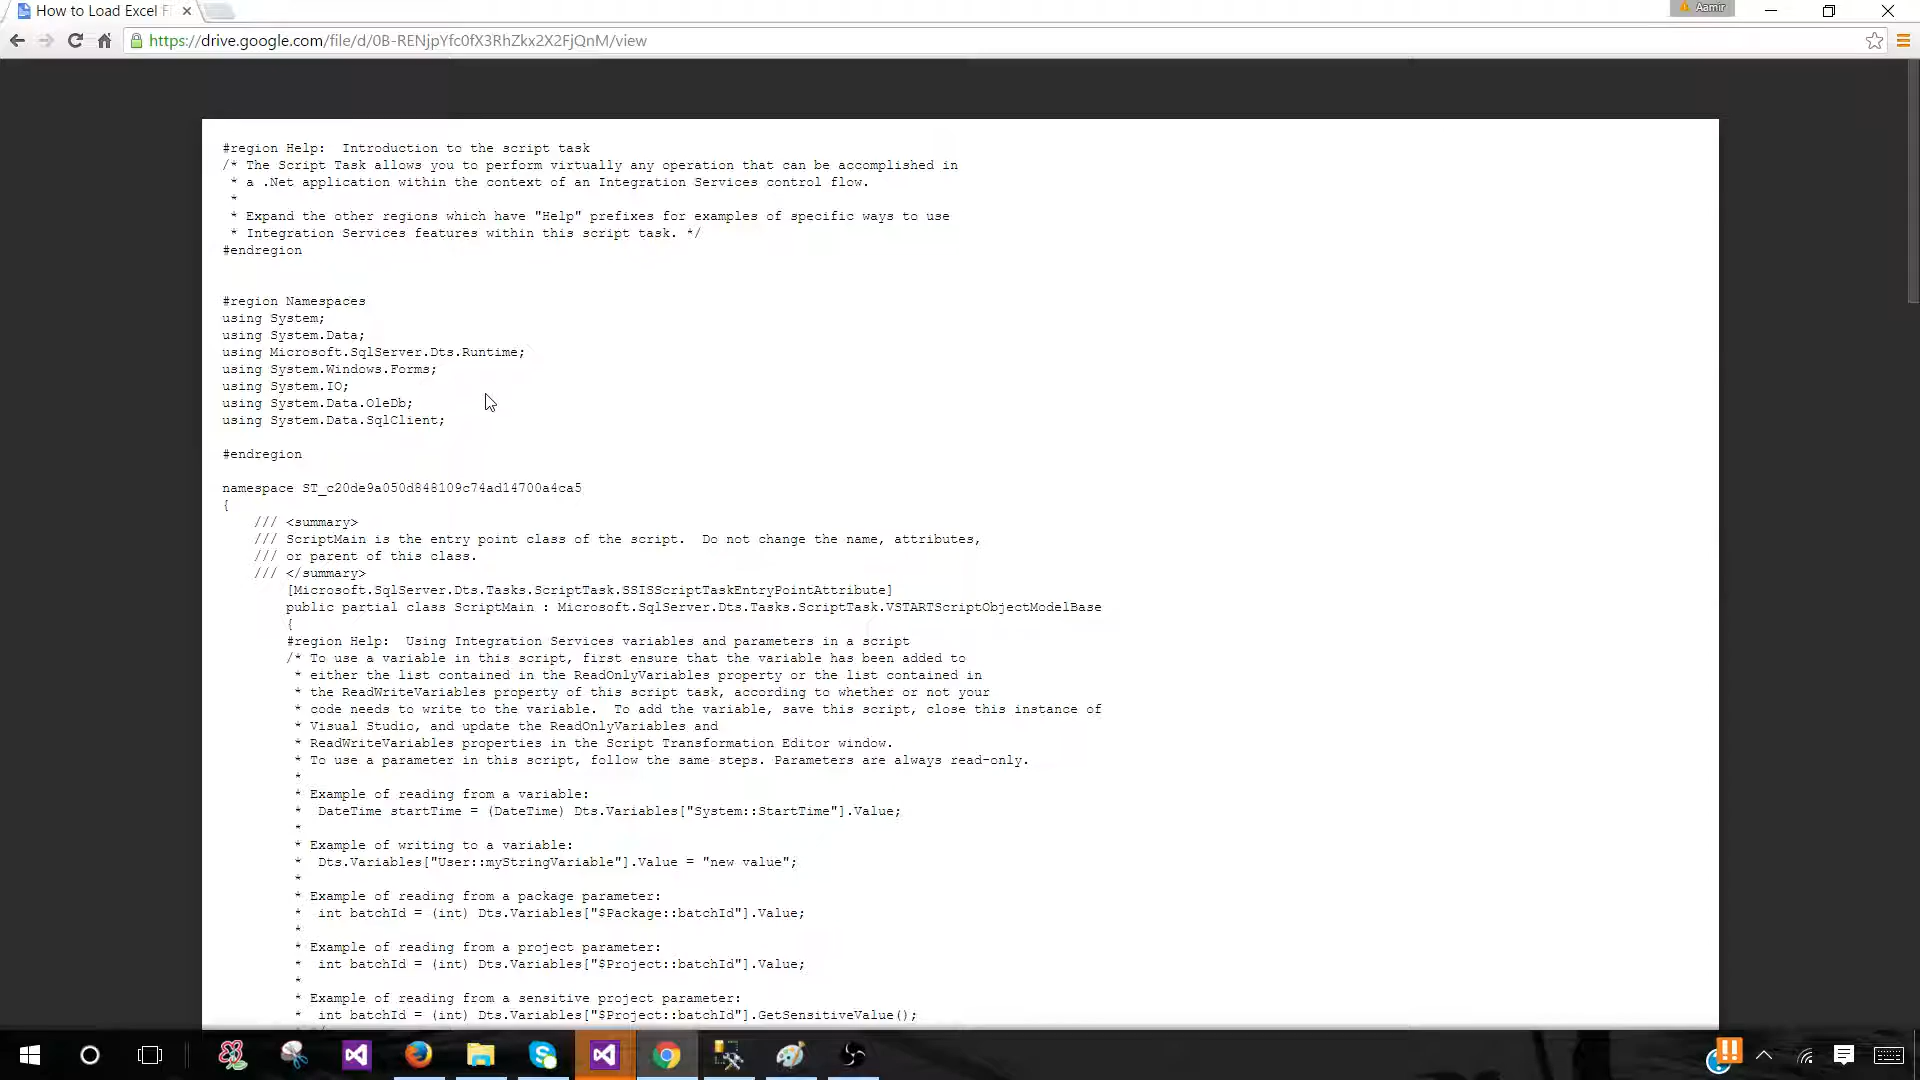 How to Load Excel F
Aamir
https://drive.google.com/file/d/0B-RENjpYfc0fX3RhZkx2X2FjQnM/view
#region Help:  Introduction to the script task
/* The Script Task allows you to perform virtually any operation that can be accomplished in
 * a .Net application within the context of an Integration Services control flow.
 *
 * Expand the other regions which have "Help" prefixes for examples of specific ways to use
 * Integration Services features within this script task. */
#endregion
#region Namespaces
using System;
using System.Data;
using Microsoft.SqlServer.Dts.Runtime;
using System.Windows.Forms;
using System.IO;
using System.Data.OleDb;
using System.Data.SqlClient;
#endregion
namespace ST_c20de9a050d848109c74ad14700a4ca5
{
    /// <summary>
    /// ScriptMain is the entry point class of the script.  Do not change the name, attributes,
    /// or parent of this class.
    /// </summary>
        [Microsoft.SqlServer.Dts.Tasks.ScriptTask.SSISScriptTaskEntryPointAttribute]
        public partial class ScriptMain : Microsoft.SqlServer.Dts.Tasks.ScriptTask.VSTARTScriptObjectModelBase
        {
        #region Help:  Using Integration Services variables and parameters in a script
        /* To use a variable in this script, first ensure that the variable has been added to
         * either the list contained in the ReadOnlyVariables property or the list contained in
         * the ReadWriteVariables property of this script task, according to whether or not your
         * code needs to write to the variable.  To add the variable, save this script, close this instance of
         * Visual Studio, and update the ReadOnlyVariables and
         * ReadWriteVariables properties in the Script Transformation Editor window.
         * To use a parameter in this script, follow the same steps. Parameters are always read-only.
         *
         * Example of reading from a variable:
         *  DateTime startTime = (DateTime) Dts.Variables["System::StartTime"].Value;
         *
         * Example of writing to a variable:
         *  Dts.Variables["User::myStringVariable"].Value = "new value";
         *
         * Example of reading from a package parameter:
         *  int batchId = (int) Dts.Variables["$Package::batchId"].Value;
         *
         * Example of reading from a project parameter:
         *  int batchId = (int) Dts.Variables["$Project::batchId"].Value;
         *
         * Example of reading from a sensitive project parameter:
         *  int batchId = (int) Dts.Variables["$Project::batchId"].GetSensitiveValue();